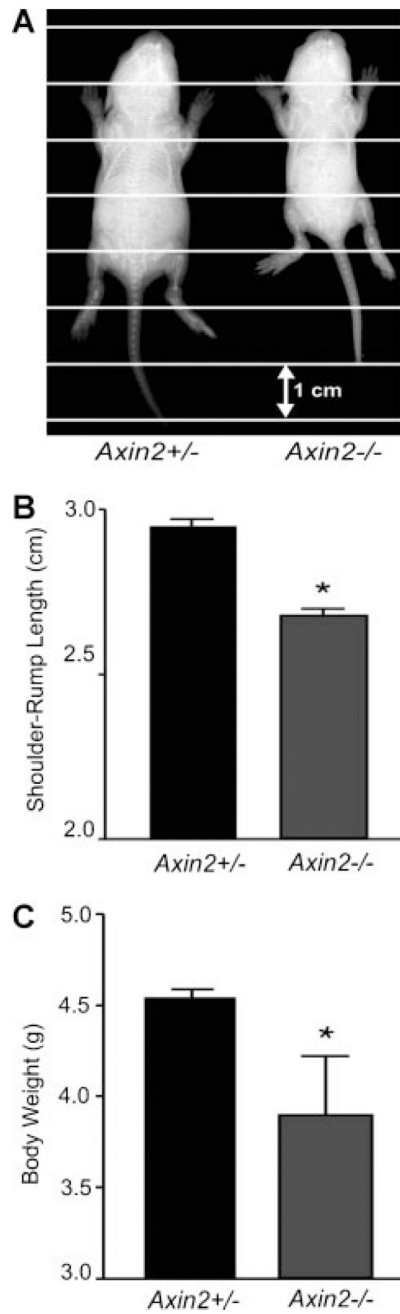 A
1 cm
Axin2+/- Axin2-/-
B
Shoulder-Rump Length (cm)
3.0
2.5
2.0
*
Axin2+/- Axin2-/-
C
Body Weight (g)
5.0
4.5
4.0
3.5
3.0
*
Axin2+/- Axin2-/-